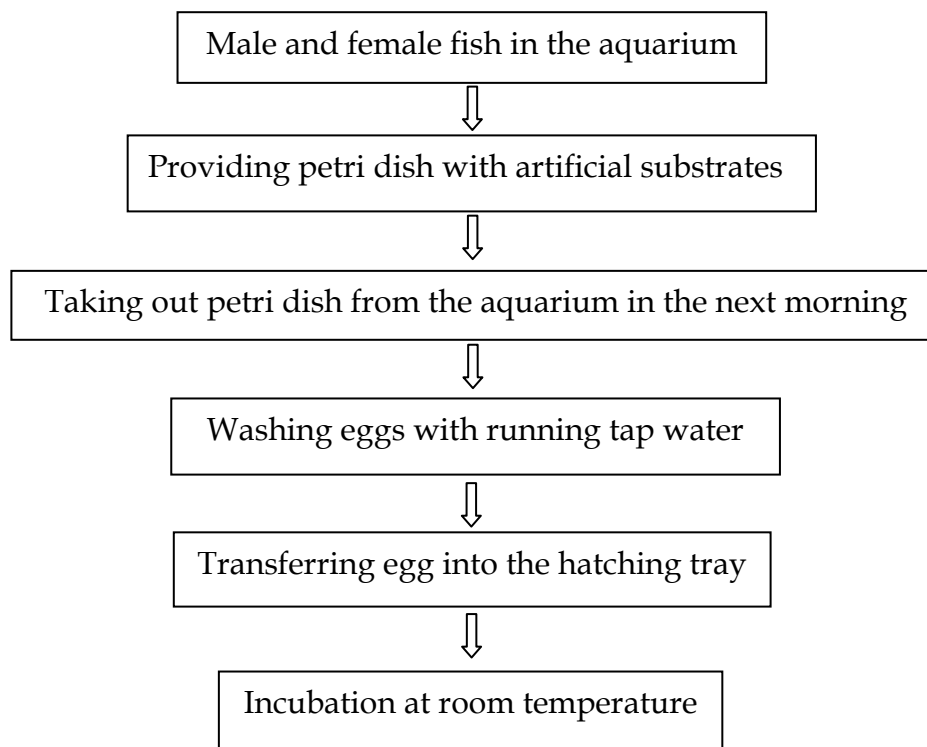 Male and female fish in the aquarium
Providing petri dish with artificial substrates
Taking out petri dish from the aquarium in the next morning
Washing eggs with running tap water
Transferring egg into the hatching tray
Incubation at room temperature